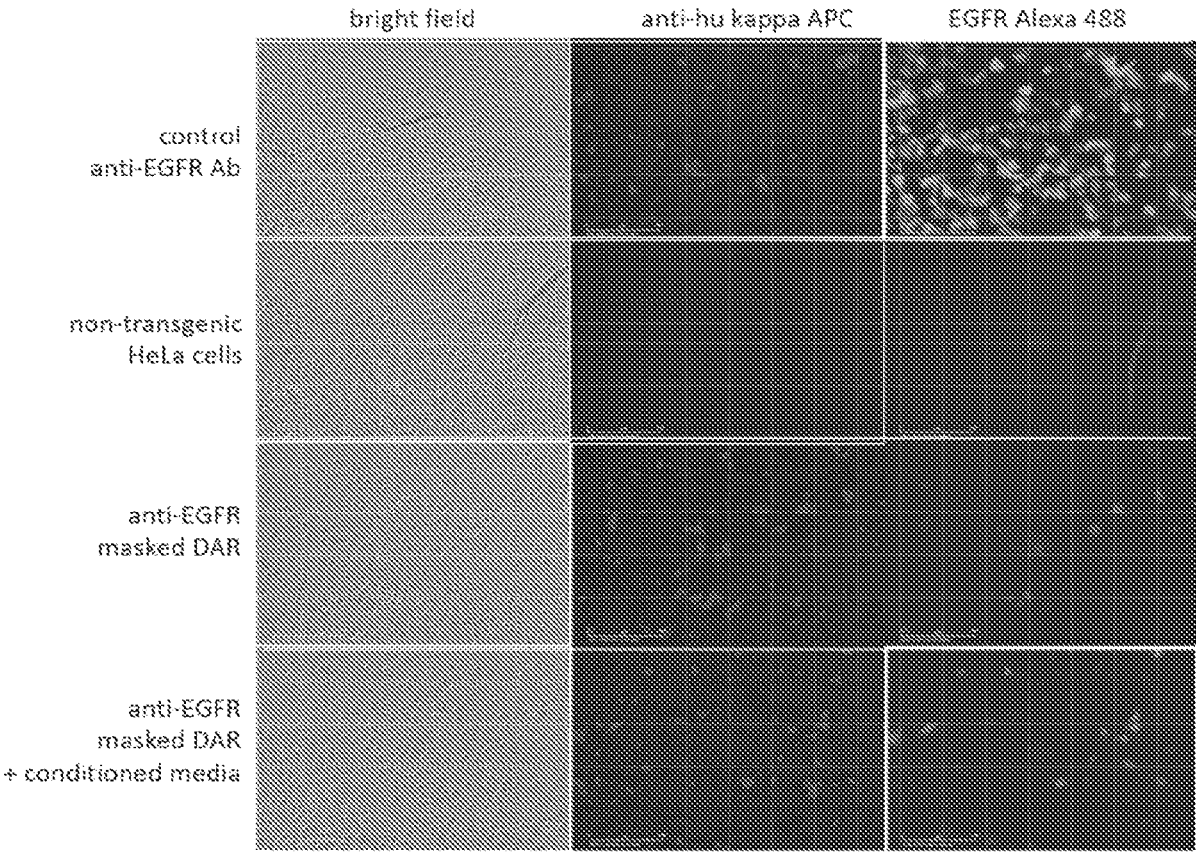 bright field
anti-hu kappa APC
EGFR Alexa 488
control
anti-EGFR Ab
non-transgenic
HeLa cells
anti-EGFR
masked DAR
anti-EGFR
masked DAR
+ conditioned media